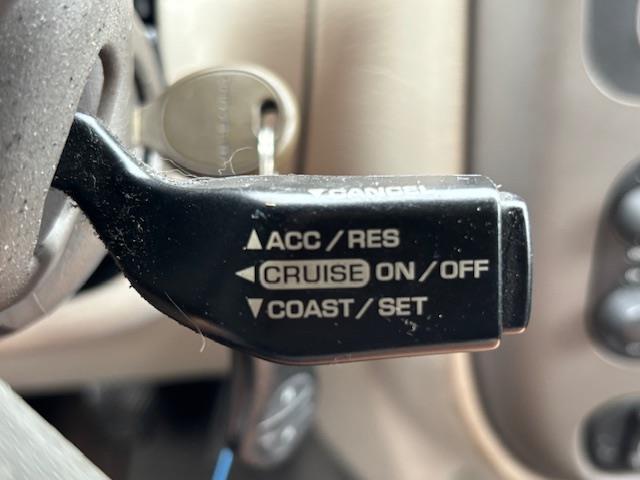 ▼CANCEL
▲ACC/RES
◄CRUISE ON/OFF
▼COAST/SET